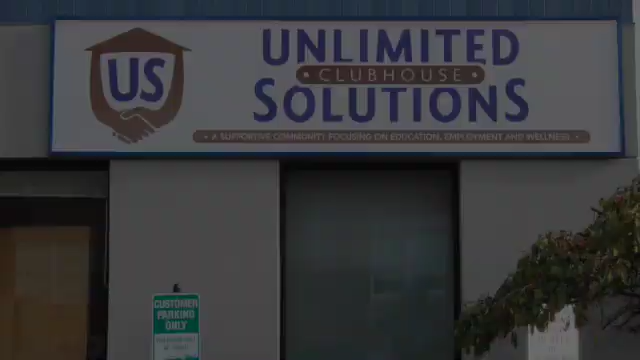 US
UNLIMITED
CLUBHOUSE
SOLUTIONS
• A SUPPORTIVE COMMUNITY FOCUSING ON EDUCATION, EMPLOYMENT AND WELLNESS •
CUSTOMER
PARKING
ONLY